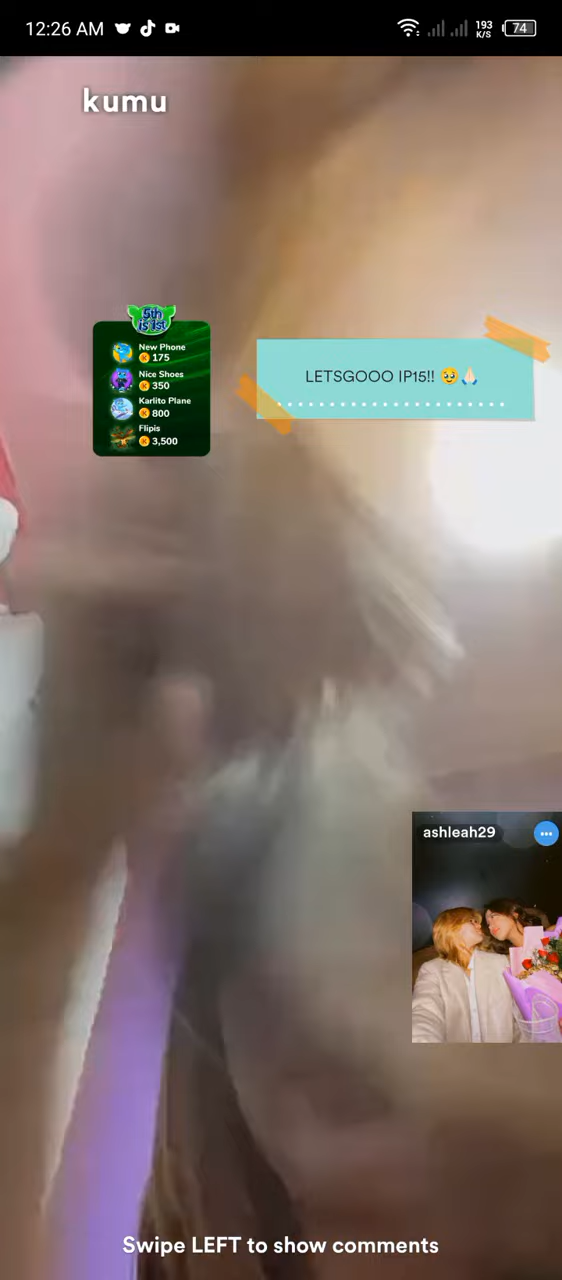 12:26 AM
193
K/S
74
kumu
5th
is 1st
New Phone
K 175
Nice Shoes
K 350
Karlito Plane
K 800
Flipis
K 3,500
LETSGOOO IP15!! 🥹🙏🏻
ashleah29
Swipe LEFT to show comments